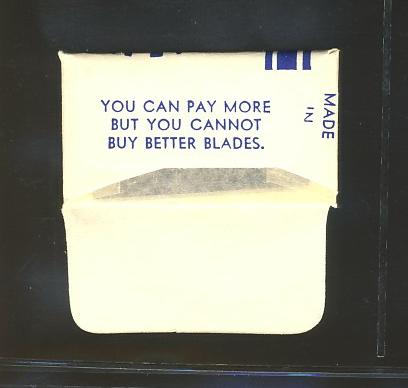 YOU CAN PAY MORE
BUT YOU CANNOT
BUY BETTER BLADES.
MADE
IN